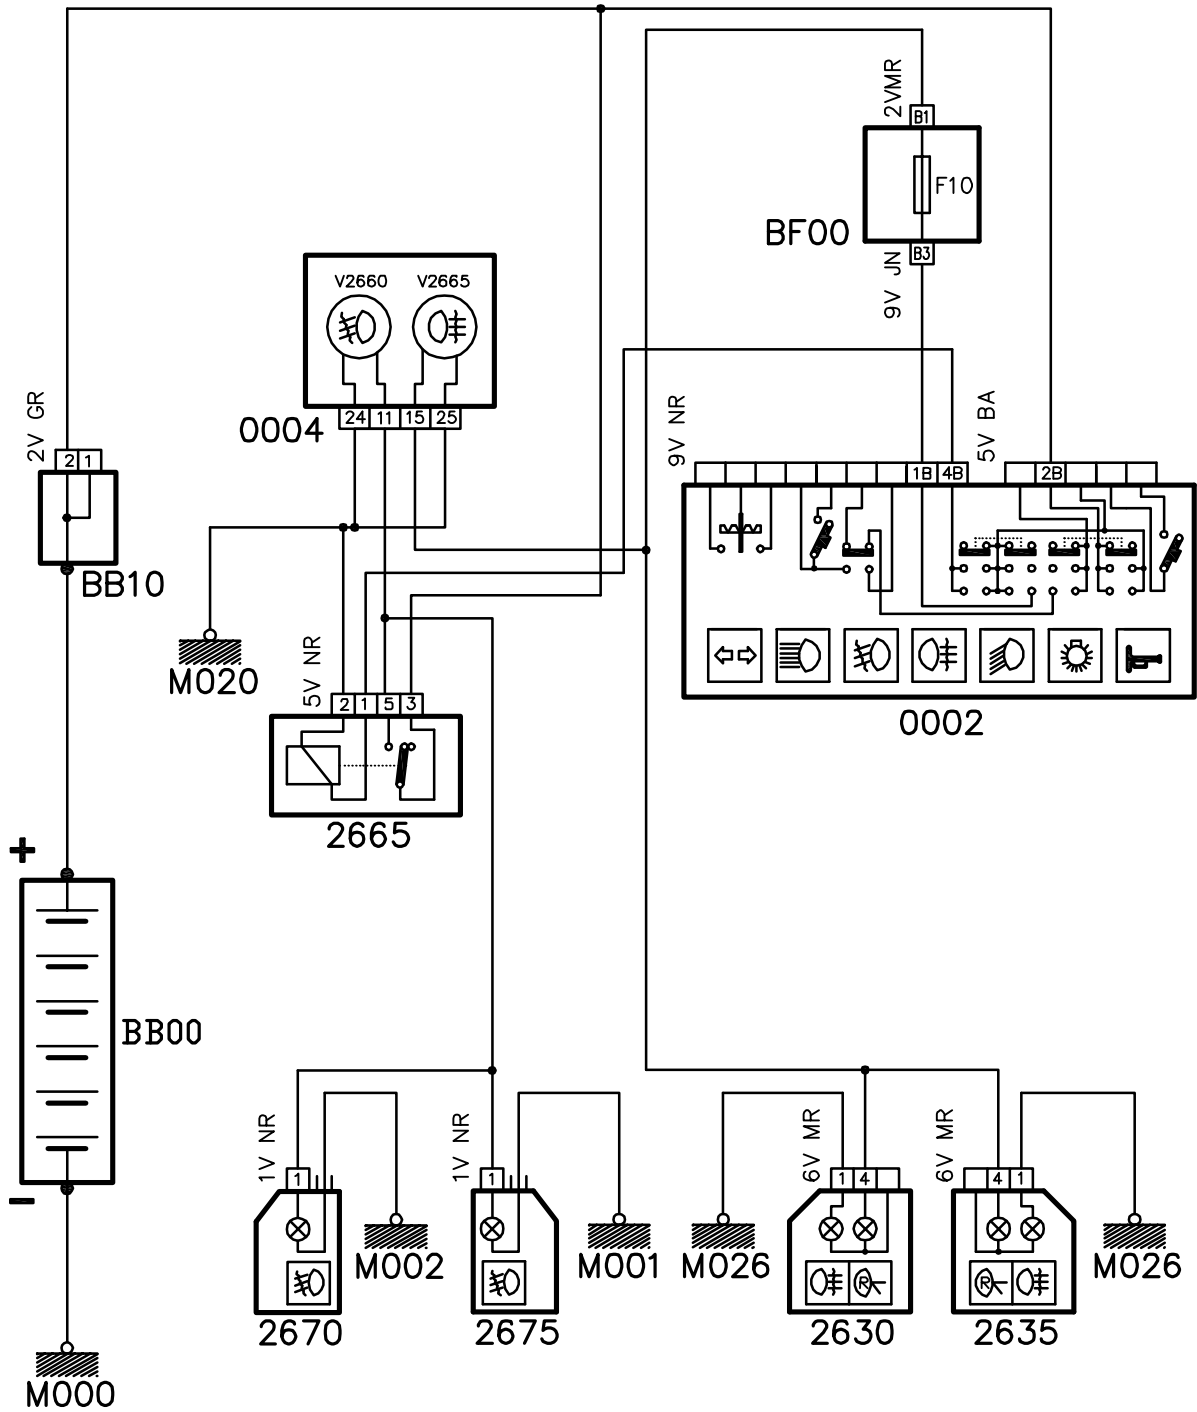 2VMR
B1
F10
BF00
B3
9V JN
V2660 V2665
24 11 15 25
0004
2V GR
2 1
BB10
9V NR
5V BA
1B 4B
2B
0002
M020
5V NR
2 1 5 3
2665
+
BB00
-
M000
1V NR
1
2670
M002
1V NR
1
2675
M001
M026
6V MR
1 4
R
2630
6V MR
4 1
R
2635
M026